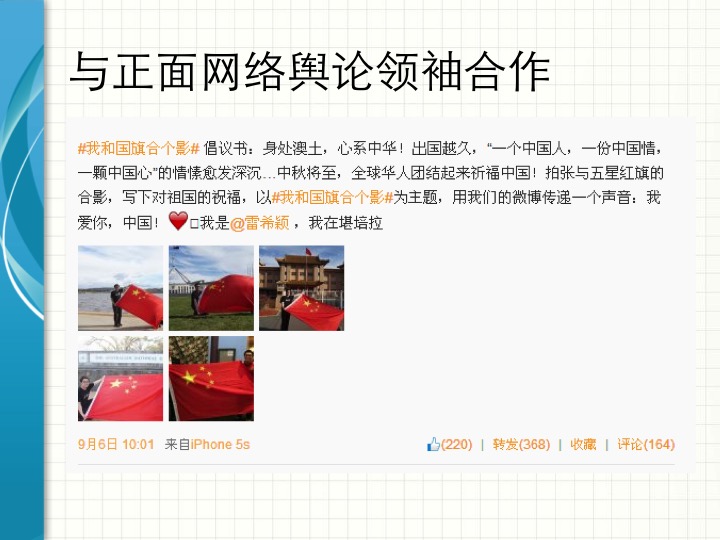 与正面网络舆论领袖合作
#我和国旗合个影# 倡议书：身处澳土，心系中华！出国越久，“一个中国人，一份中国情，
一颗中国心”的情愫愈发深沉…中秋将至，全球华人团结起来祈福中国！拍张与五星红旗的
合影，写下对祖国的祝福，以#我和国旗合个影#为主题，用我们的微博传递一个声音：我
爱你，中国！❤️我是@雷希颖 ，我在堪培拉
9月6日 10:01 来自iPhone 5s
(220) | 转发(368) | 收藏 | 评论(164)